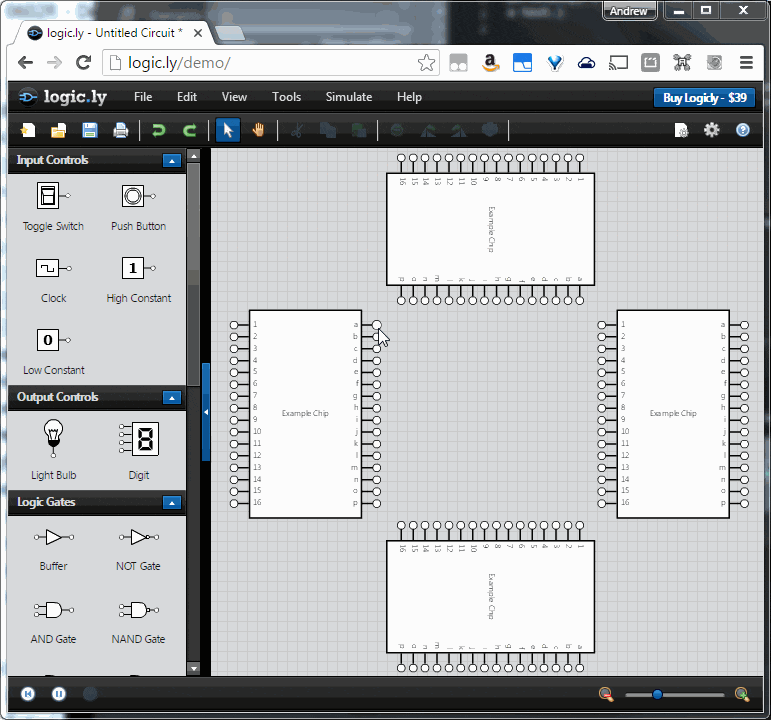 Andrew
logic.ly - Untitled Circuit *
logic.ly/demo/
logic.ly File Edit View Tools Simulate Help Buy Logicly - $39
Input Controls
Toggle Switch Push Button
1
Clock High Constant
0
Low Constant
Output Controls
Light Bulb Digit
Logic Gates
Buffer NOT Gate
AND Gate NAND Gate
16 15 14 13 12 11 10 9 8 7 6 5 4 3 2 1
Example Chip
p o n m l k j i h g f e d c b a
1 a
2 b
3 c
4 d
5 e
6 f
7 g
8 h
Example Chip
9 i
10 j
11 k
12 l
13 m
14 n
15 o
16 p
1 a
2 b
3 c
4 d
5 e
6 f
7 g
8 h
Example Chip
9 i
10 j
11 k
12 l
13 m
14 n
15 o
16 p
16 15 14 13 12 11 10 9 8 7 6 5 4 3 2 1
Example Chip
p o n m l k j i h g f e d c b a